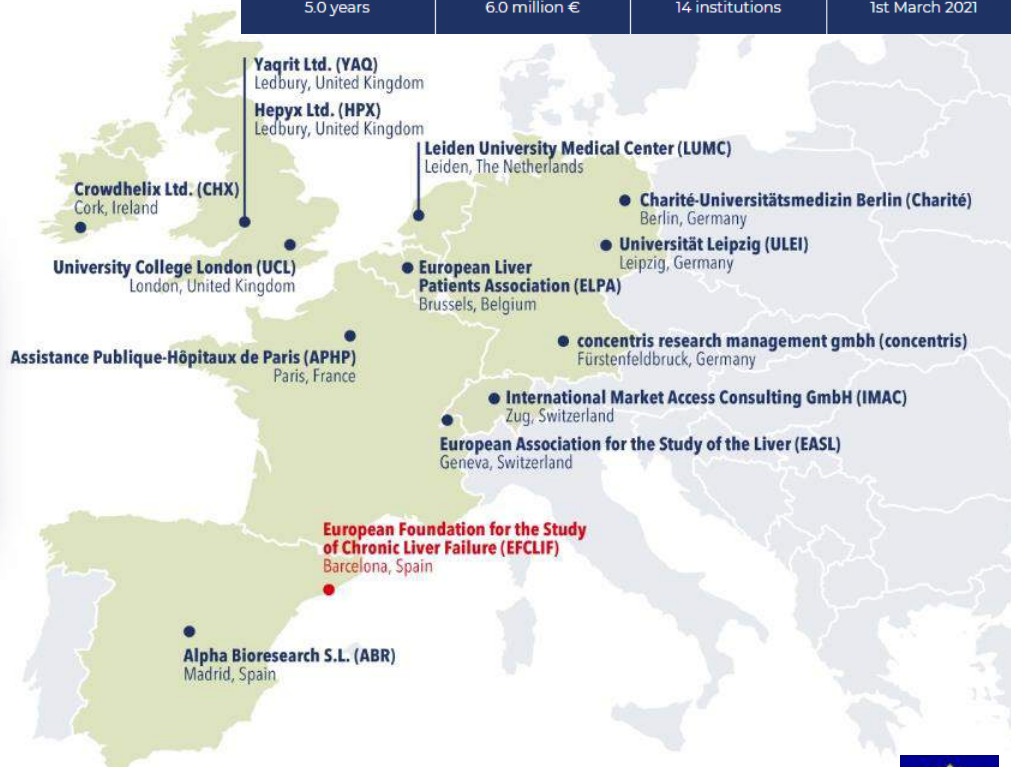 5.0 years
6.0 million €
14 institutions
1st March 2021
Yaqrit Ltd. (YAQ)
Ledbury, United Kingdom
Hepyx Ltd. (HPX)
Ledbury, United Kingdom
Leiden University Medical Center (LUMC)
Leiden, The Netherlands
Crowdhelix Ltd. (CHX)
Cork, Ireland
Charité-Universitätsmedizin Berlin (Charité)
Berlin, Germany
Universität Leipzig (ULEI)
Leipzig, Germany
University College London (UCL)
London, United Kingdom
European Liver
Patients Association (ELPA)
Brussels, Belgium
concentris research management gmbh (concentris)
Fürstenfeldbruck, Germany
Assistance Publique-Hôpitaux de Paris (APHP)
Paris, France
International Market Access Consulting GmbH (IMAC)
Zug, Switzerland
European Association for the Study of the Liver (EASL)
Geneva, Switzerland
European Foundation for the Study
of Chronic Liver Failure (EFCLIF)
Barcelona, Spain
Alpha Bioresearch S.L. (ABR)
Madrid, Spain